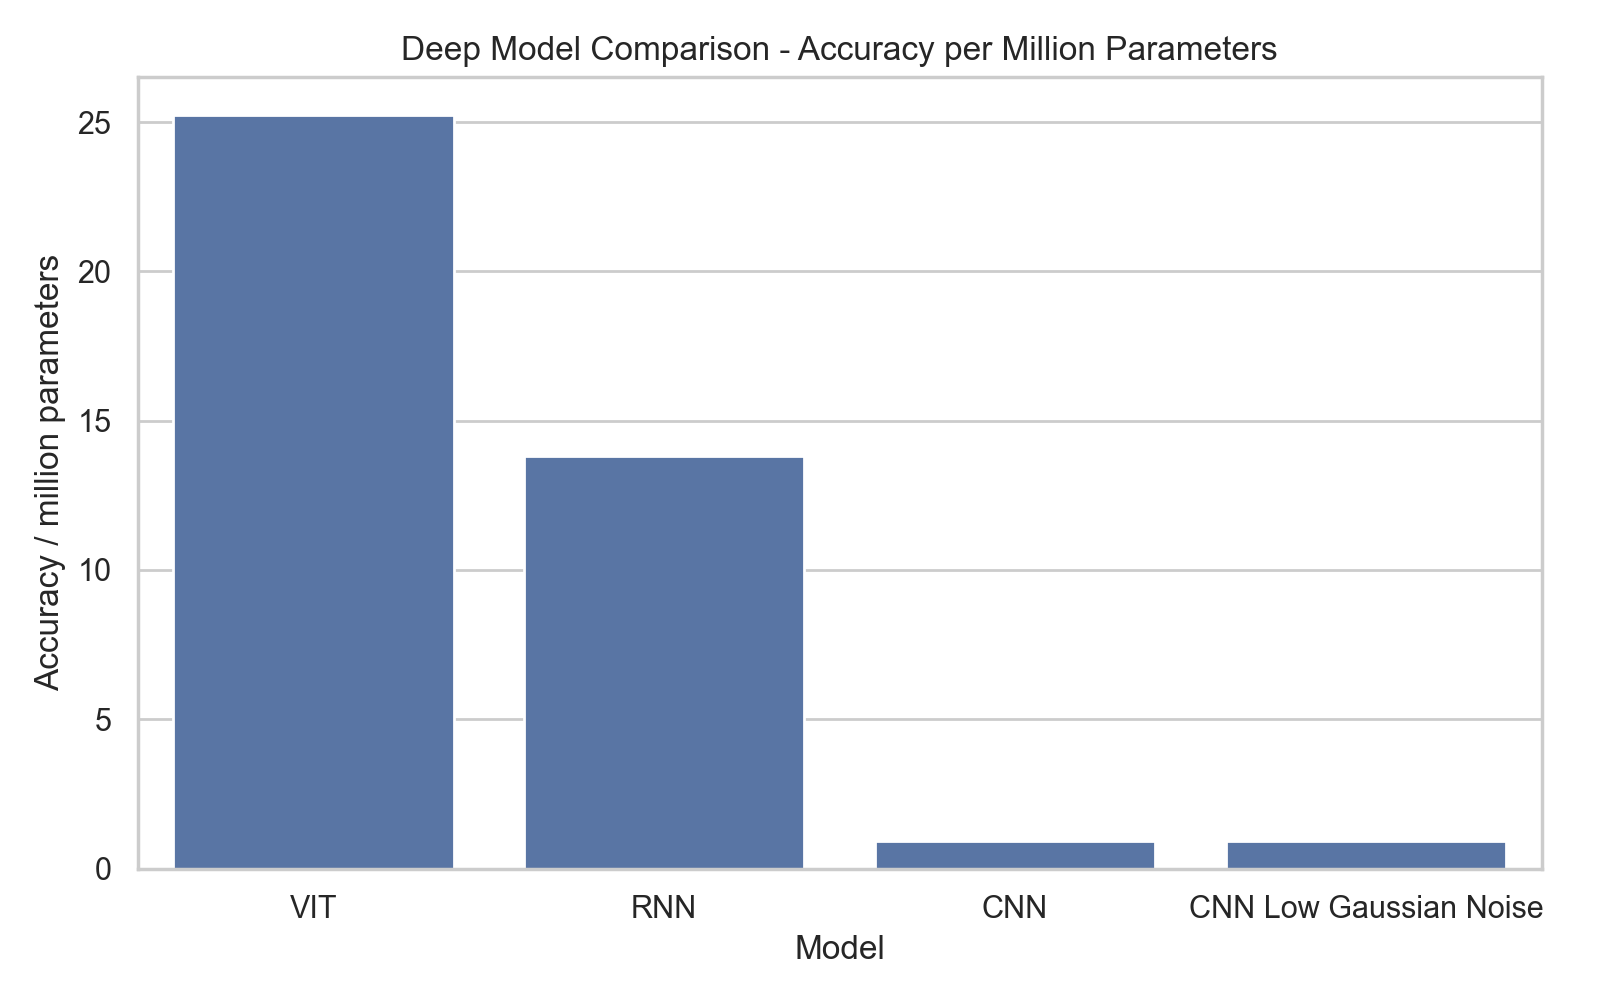 Deep Model Comparison - Accuracy per Million Parameters
Accuracy / million parameters
25
20
15
10
5
0
VIT
RNN
CNN
CNN Low Gaussian Noise
Model